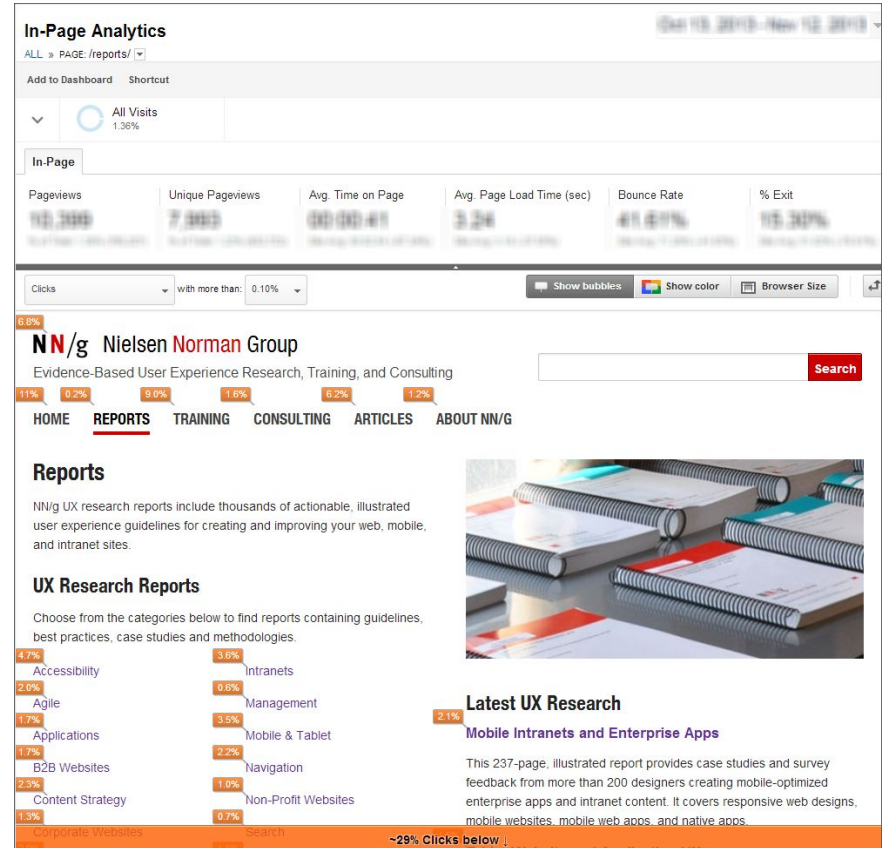 In-Page Analytics
ALL » PAGE: /reports/
Add to Dashboard Shortcut
All Visits
1.36%
In-Page
Pageviews Unique Pageviews Avg. Time on Page Avg. Page Load Time (sec) Bounce Rate % Exit
Clicks with more than: 0.10% Show bubbles Show color Browser Size
6.8%
NN/g Nielsen Norman Group
Evidence-Based User Experience Research, Training, and Consulting
Search
11% 0.2% 9.0% 1.6% 6.2% 1.2%
HOME REPORTS TRAINING CONSULTING ARTICLES ABOUT NN/G
Reports
NN/g UX research reports include thousands of actionable, illustrated
user experience guidelines for creating and improving your web, mobile,
and intranet sites.
UX Research Reports
Choose from the categories below to find reports containing guidelines,
best practices, case studies and methodologies.
4.7% 3.6%
Accessibility Intranets
2.0% 0.6%
Agile Management
1.7% 3.5%
Applications Mobile & Tablet
1.7% 2.2%
B2B Websites Navigation
2.3% 1.0%
Content Strategy Non-Profit Websites
1.3% 0.7%
Corporate Websites Search
Latest UX Research
2.1%
Mobile Intranets and Enterprise Apps
This 237-page, illustrated report provides case studies and survey
feedback from more than 200 designers creating mobile-optimized
enterprise apps and intranet content. It covers responsive web designs,
mobile websites, mobile web apps, and native apps.
~29% Clicks below ↓